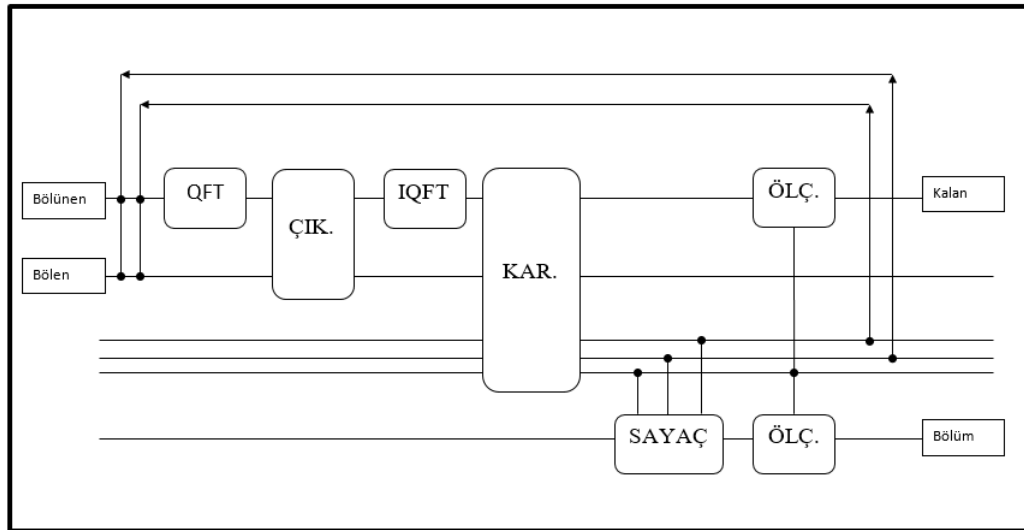 Bölünen
QFT
ÇIK.
IQFT
KAR.
ÖLÇ.
Kalan
Bölen
SAYAÇ
ÖLÇ.
Bölüm